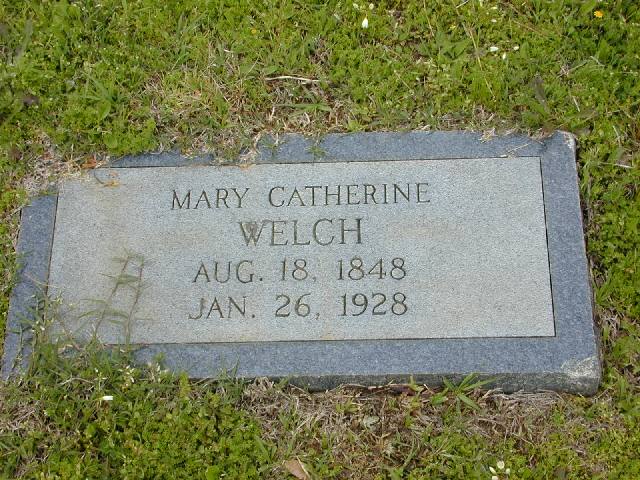 MARY CATHERINE
WELCH
AUG. 18, 1848
JAN. 26, 1928